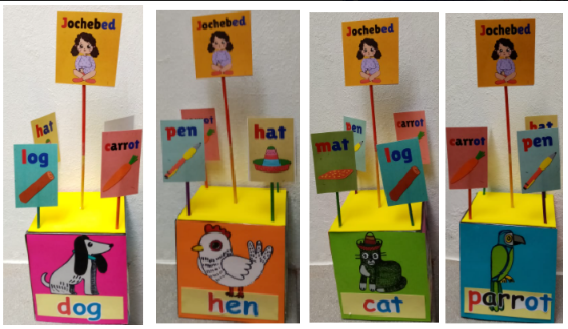 Jochebed
hat
log
carrot
dog
Jochebed
pen
hat
hen
Jochebed
pen
carrot
mat
log
cat
Jochebed
hat
carrot
pen
parrot